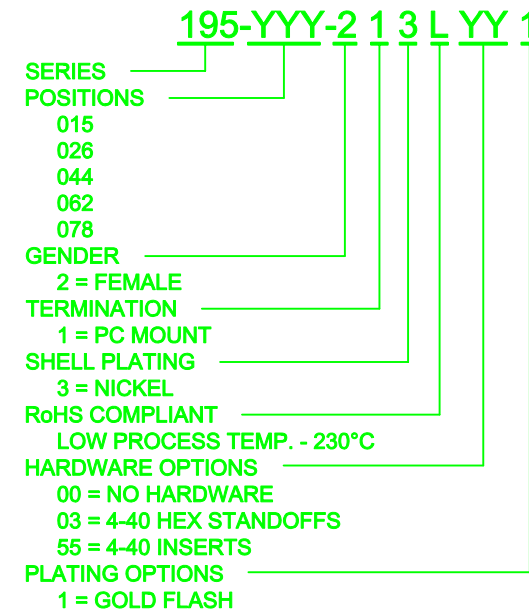 195-YYY-2 1 3 L YY 1
SERIES
POSITIONS
015
026
044
062
078
GENDER
2 = FEMALE
TERMINATION
1 = PC MOUNT
SHELL PLATING
3 = NICKEL
RoHS COMPLIANT
LOW PROCESS TEMP. - 230°C
HARDWARE OPTIONS
00 = NO HARDWARE
03 = 4-40 HEX STANDOFFS
55 = 4-40 INSERTS
PLATING OPTIONS
1 = GOLD FLASH